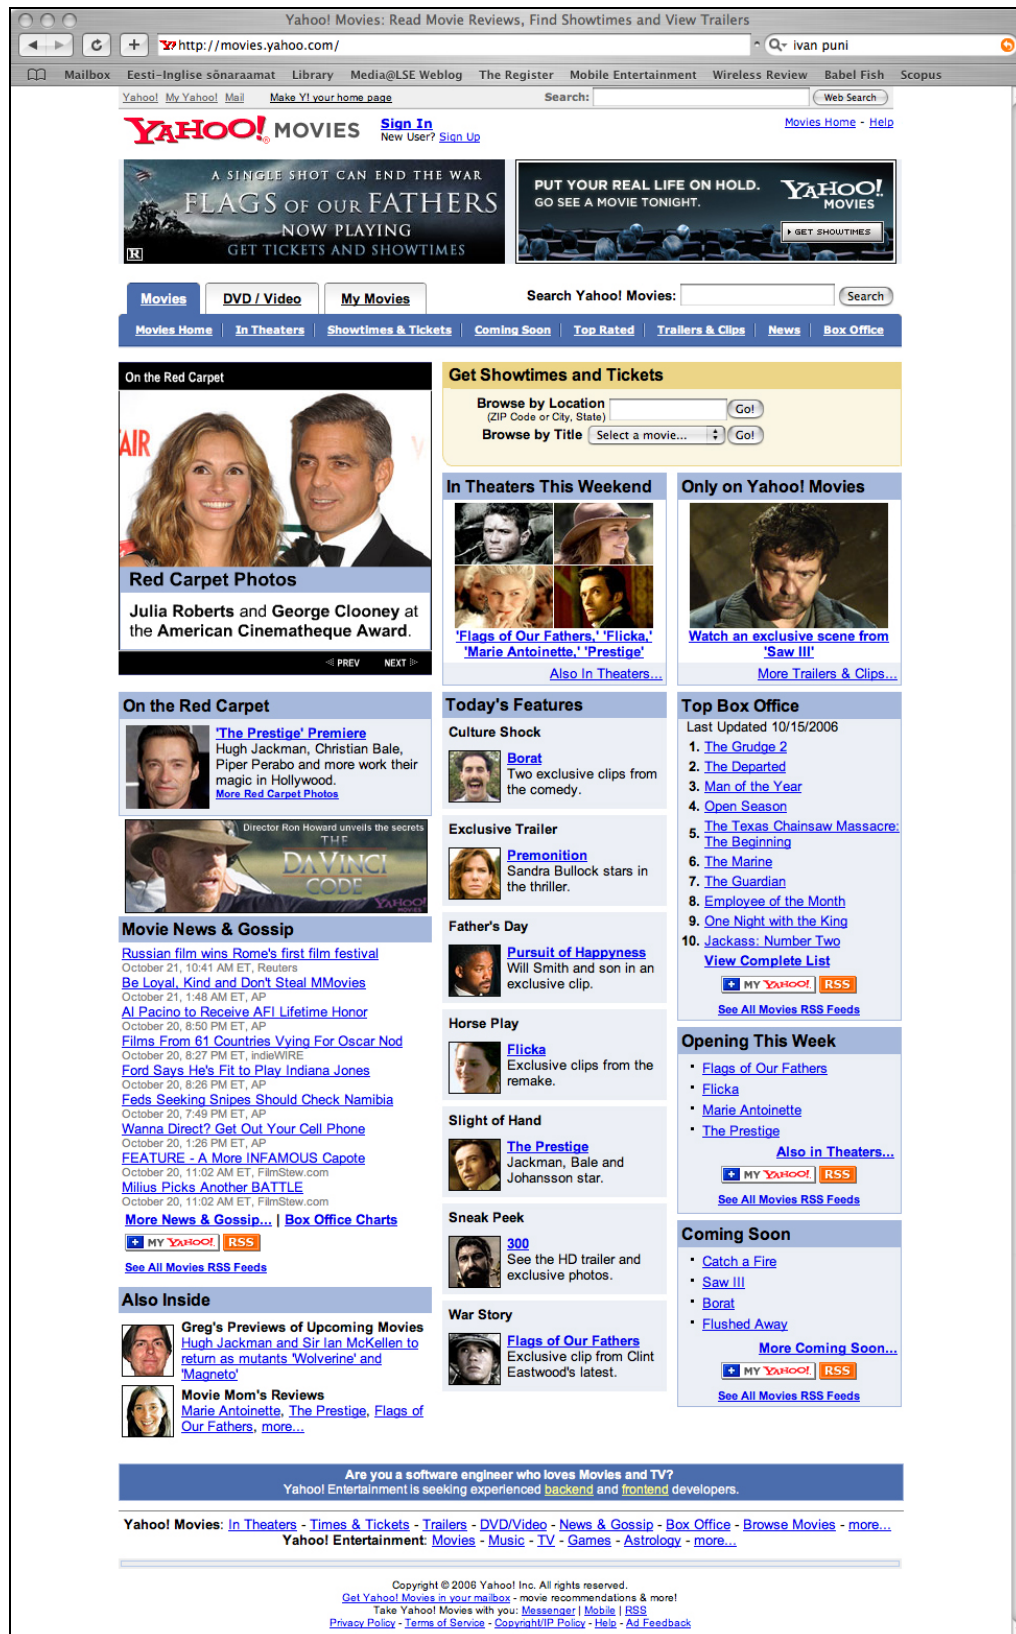 Yahoo! Movies: Read Movie Reviews, Find Showtimes and View Trailers
http://movies.yahoo.com/
ivan puni
Mailbox Eesti-Inglise sõnaraamat Library Media@LSE Weblog The Register Mobile Entertainment Wireless Review Babel Fish Scopus
Yahoo! My Yahoo! Mail Make Y! your home page Search: Web Search
YAHOO! MOVIES Sign In
New User? Sign Up
Movies Home - Help
A SINGLE SHOT CAN END THE WAR
FLAGS OF OUR FATHERS
NOW PLAYING
GET TICKETS AND SHOWTIMES
R
PUT YOUR REAL LIFE ON HOLD.
GO SEE A MOVIE TONIGHT.
YAHOO!
MOVIES
GET SHOWTIMES
Movies DVD / Video My Movies Search Yahoo! Movies: Search
Movies Home In Theaters Showtimes & Tickets Coming Soon Top Rated Trailers & Clips News Box Office
On the Red Carpet
AIR
Red Carpet Photos
Julia Roberts and George Clooney at
the American Cinematheque Award.
PREV NEXT
Get Showtimes and Tickets
Browse by Location
(ZIP Code or City, State)
Go!
Browse by Title Select a movie... Go!
In Theaters This Weekend
'Flags of Our Fathers,' 'Flicka,'
'Marie Antoinette,' 'Prestige'
Also In Theaters...
Only on Yahoo! Movies
Watch an exclusive scene from
'Saw III'
More Trailers & Clips...
On the Red Carpet
'The Prestige' Premiere
Hugh Jackman, Christian Bale,
Piper Perabo and more work their
magic in Hollywood.
More Red Carpet Photos
Director Ron Howard unveils the secrets
THE
DA VINCI
CODE
YAHOO!
MOVIES
Movie News & Gossip
Russian film wins Rome's first film festival
October 21, 10:41 AM ET, Reuters
Be Loyal, Kind and Don't Steal MMovies
October 21, 1:48 AM ET, AP
Al Pacino to Receive AFI Lifetime Honor
October 20, 8:50 PM ET, AP
Films From 61 Countries Vying For Oscar Nod
October 20, 8:27 PM ET, indieWIRE
Ford Says He's Fit to Play Indiana Jones
October 20, 8:26 PM ET, AP
Feds Seeking Snipes Should Check Namibia
October 20, 7:49 PM ET, AP
Wanna Direct? Get Out Your Cell Phone
October 20, 1:26 PM ET, AP
FEATURE - A More INFAMOUS Capote
October 20, 11:02 AM ET, FilmStew.com
Milius Picks Another BATTLE
October 20, 11:02 AM ET, FilmStew.com
More News & Gossip... | Box Office Charts
MY YAHOO! RSS
See All Movies RSS Feeds
Also Inside
Greg's Previews of Upcoming Movies
Hugh Jackman and Sir Ian McKellen to
return as mutants 'Wolverine' and
'Magneto'
Movie Mom's Reviews
Marie Antoinette, The Prestige, Flags of
Our Fathers, more...
Today's Features
Culture Shock
Borat
Two exclusive clips from
the comedy.
Exclusive Trailer
Premonition
Sandra Bullock stars in
the thriller.
Father's Day
Pursuit of Happyness
Will Smith and son in an
exclusive clip.
Horse Play
Flicka
Exclusive clips from the
remake.
Slight of Hand
The Prestige
Jackman, Bale and
Johansson star.
Sneak Peek
300
See the HD trailer and
exclusive photos.
War Story
Flags of Our Fathers
Exclusive clip from Clint
Eastwood's latest.
Top Box Office
Last Updated 10/15/2006
1. The Grudge 2
2. The Departed
3. Man of the Year
4. Open Season
5. The Texas Chainsaw Massacre:
The Beginning
6. The Marine
7. The Guardian
8. Employee of the Month
9. One Night with the King
10. Jackass: Number Two
View Complete List
MY YAHOO! RSS
See All Movies RSS Feeds
Opening This Week
Flags of Our Fathers
Flicka
Marie Antoinette
The Prestige
Also in Theaters...
MY YAHOO! RSS
See All Movies RSS Feeds
Coming Soon
Catch a Fire
Saw III
Borat
Flushed Away
More Coming Soon...
MY YAHOO! RSS
See All Movies RSS Feeds
Are you a software engineer who loves Movies and TV?
Yahoo! Entertainment is seeking experienced backend and frontend developers.
Yahoo! Movies: In Theaters - Times & Tickets - Trailers - DVD/Video - News & Gossip - Box Office - Browse Movies - more...
Yahoo! Entertainment: Movies - Music - TV - Games - Astrology - more...
Copyright © 2006 Yahoo! Inc. All rights reserved.
Get Yahoo! Movies in your mailbox - movie recommendations & more!
Take Yahoo! Movies with you: Messenger | Mobile | RSS
Privacy Policy - Terms of Service - Copyright/IP Policy - Help - Ad Feedback